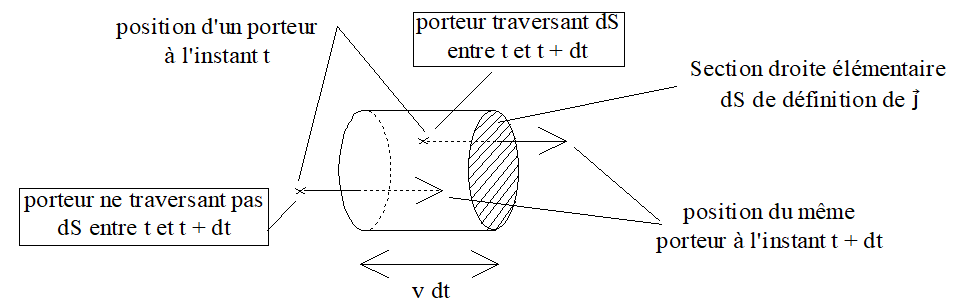 position d'un porteur
à l'instant t
porteur traversant dS
entre t et t + dt
Section droite élémentaire
dS de définition de j⃗
porteur ne traversant pas
dS entre t et t + dt
position du même
porteur à l'instant t + dt
v dt